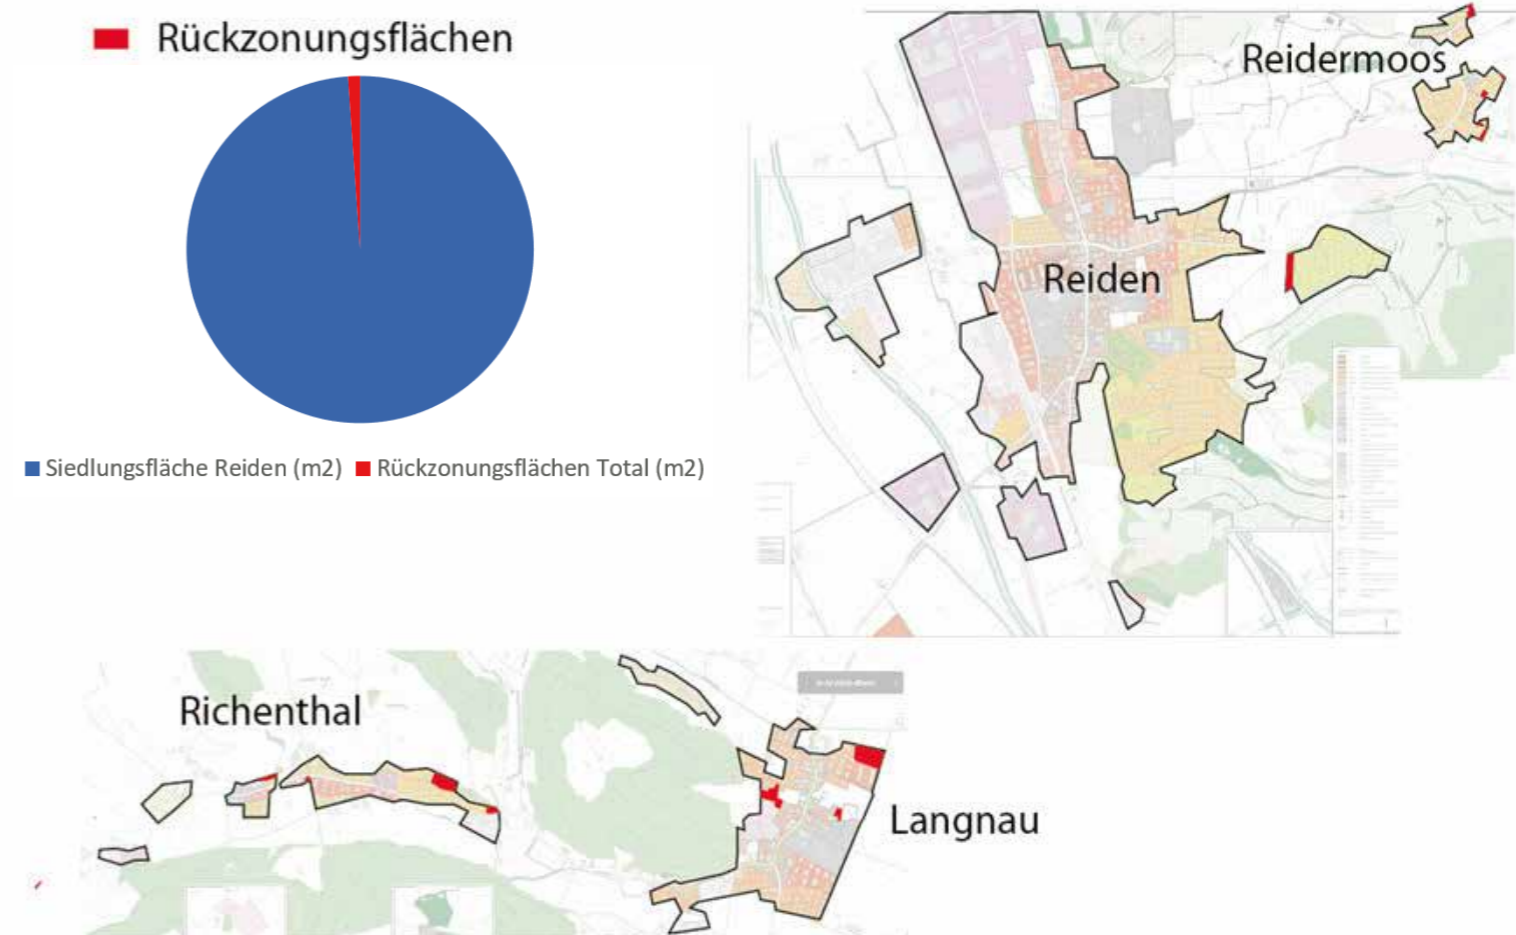 Rückzonungsflächen
Siedlungsfläche Reiden (m2) Rückzonungsflächen Total (m2)
Reidermoos
Reiden
Richenthal
Langnau